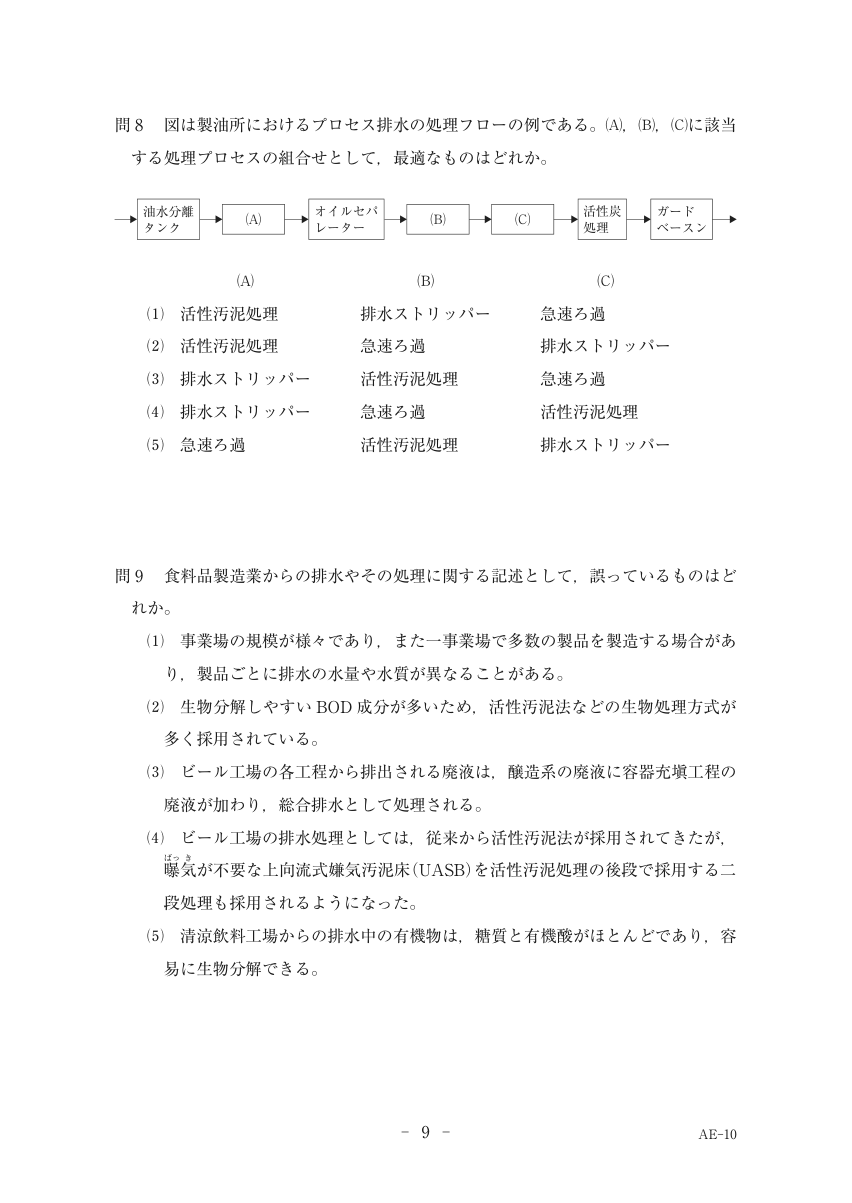 問８　図は製油所におけるプロセス排水の処理フローの例である。(A)，(B)，(C)に該当
する処理プロセスの組合せとして，最適なものはどれか。
油水分離
タンク
(A)
オイルセパ
レーター
(B)
(C)
活性炭
処理
ガード
ベースン
(A)　(B)　(C)
(1)　活性汚泥処理　排水ストリッパー　急速ろ過
(2)　活性汚泥処理　急速ろ過　排水ストリッパー
(3)　排水ストリッパー　活性汚泥処理　急速ろ過
(4)　排水ストリッパー　急速ろ過　活性汚泥処理
(5)　急速ろ過　活性汚泥処理　排水ストリッパー
問９　食料品製造業からの排水やその処理に関する記述として，誤っているものはど
れか。
(1)　事業場の規模が様々であり，また一事業場で多数の製品を製造する場合があ
り，製品ごとに排水の水量や水質が異なることがある。
(2)　生物分解しやすい BOD 成分が多いため，活性汚泥法などの生物処理方式が
多く採用されている。
(3)　ビール工場の各工程から排出される廃液は，醸造系の廃液に容器充塡工程の
廃液が加わり，総合排水として処理される。
(4)　ビール工場の排水処理としては，従来から活性汚泥法が採用されてきたが，
ばっ き
曝気が不要な上向流式嫌気汚泥床(UASB)を活性汚泥処理の後段で採用する二
段処理も採用されるようになった。
(5)　清涼飲料工場からの排水中の有機物は，糖質と有機酸がほとんどであり，容
易に生物分解できる。
－ 9 －
AE−10